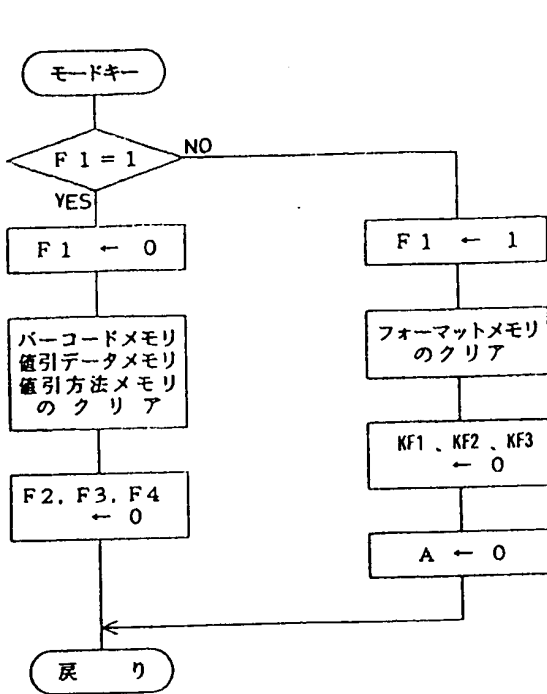 モードキー
F 1 = 1
NO
YES
F 1 ← 0
バーコードメモリ
値引データメモリ
値引方法メモリ
のクリア
F2, F3, F4
← 0
F 1 ← 1
フォーマットメモリ
のクリア
KF1、KF2、KF3
← 0
A ← 0
戻り